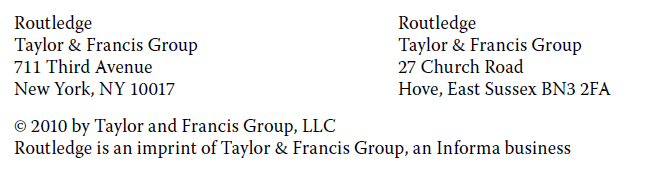 Routledge
Taylor & Francis Group
711 Third Avenue
New York, NY 10017
Routledge
Taylor & Francis Group
27 Church Road
Hove, East Sussex BN3 2FA
© 2010 by Taylor and Francis Group, LLC
Routledge is an imprint of Taylor & Francis Group, an Informa business